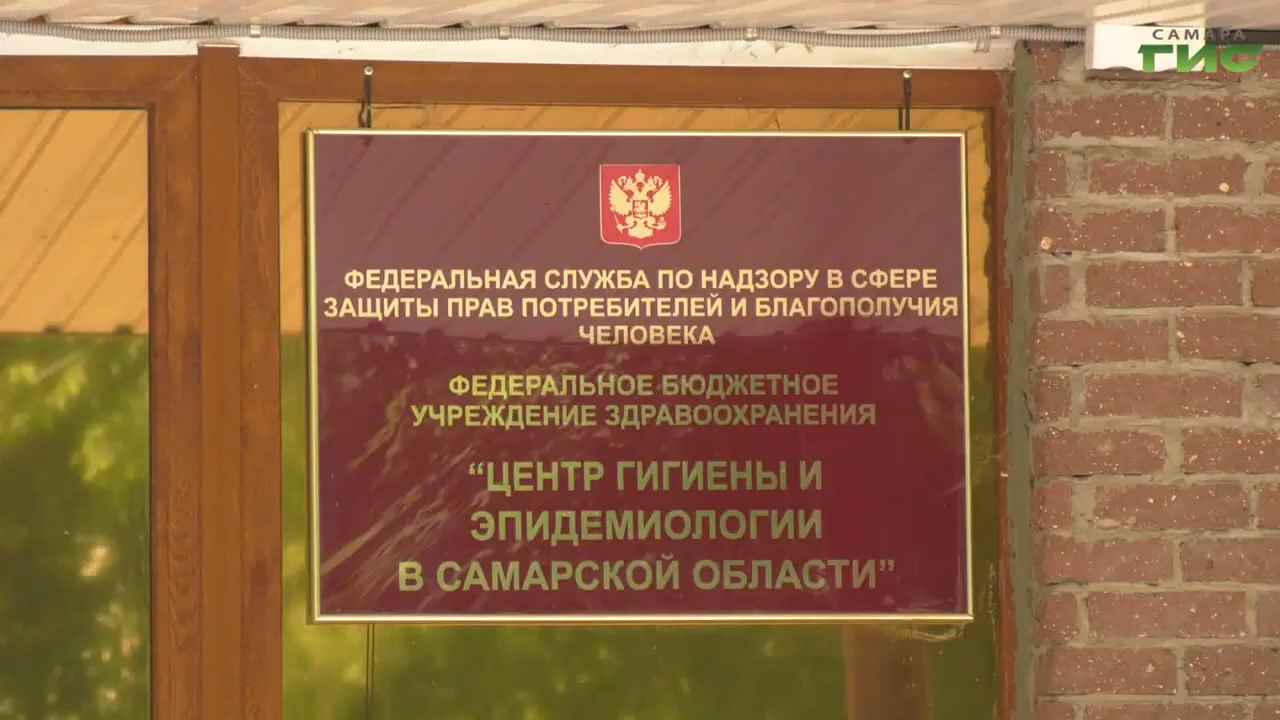 САМАРА
ГИС
ФЕДЕРАЛЬНАЯ СЛУЖБА ПО НАДЗОРУ В СФЕРЕ
ЗАЩИТЫ ПРАВ ПОТРЕБИТЕЛЕЙ И БЛАГОПОЛУЧИЯ
ЧЕЛОВЕКА
ФЕДЕРАЛЬНОЕ БЮДЖЕТНОЕ
УЧРЕЖДЕНИЕ ЗДРАВООХРАНЕНИЯ
“ЦЕНТР ГИГИЕНЫ И
ЭПИДЕМИОЛОГИИ
В САМАРСКОЙ ОБЛАСТИ”